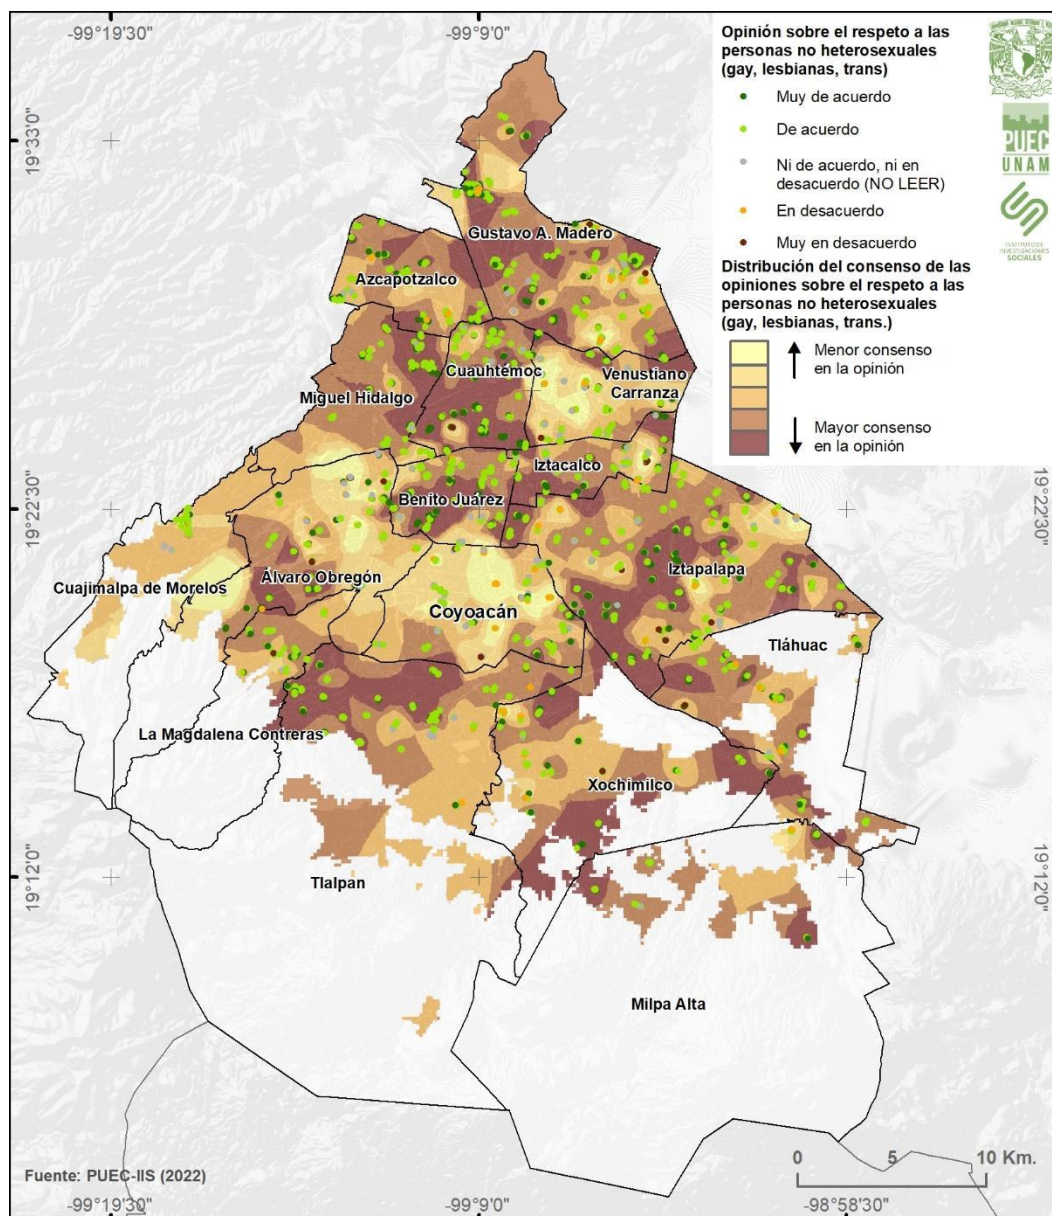 -99°19'30"
-99°9'0"
Opinión sobre el respeto a las
personas no heterosexuales
(gay, lesbianas, trans)
Muy de acuerdo
De acuerdo
Ni de acuerdo, ni en
desacuerdo (NO LEER)
En desacuerdo
Muy en desacuerdo
Distribución del consenso de las
opiniones sobre el respeto a las
personas no heterosexuales
(gay, lesbianas, trans.)
Menor consenso
en la opinión
Mayor consenso
en la opinión
PUEC
UNAM
INSTITUTO DE
INVESTIGACIONES
SOCIALES
19°33'0"
Gustavo A. Madero
Azcapotzalco
Cuauhtémoc
Venustiano
Carranza
Miguel Hidalgo
Iztacalco
Benito Juárez
19°22'30"
19°22'30"
Iztapalapa
Cuajimalpa de Morelos
Álvaro Obregón
Coyoacán
Tláhuac
La Magdalena Contreras
Xochimilco
19°12'0"
19°12'0"
Tlalpan
Milpa Alta
Fuente: PUEC-IIS (2022)
0 5 10 Km.
-99°19'30"
-99°9'0"
-98°58'30"